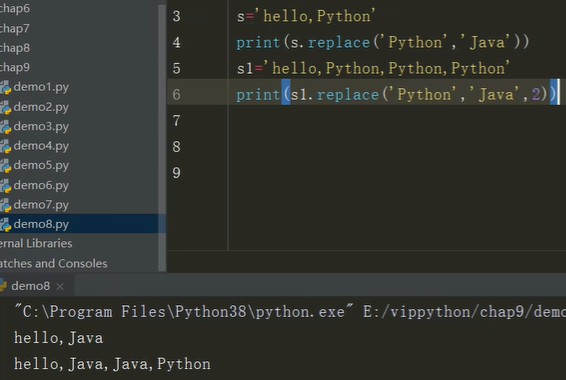 chap6
chap7
chap8
chap9
demo1.py
demo2.py
demo3.py
demo4.py
demo5.py
demo6.py
demo7.py
demo8.py
ernal Libraries
atches and Consoles
3 s='hello,Python'
4 print(s.replace('Python','Java'))
5 s1='hello,Python,Python,Python'
6 print(s1.replace('Python','Java',2))
7
8
9
demo8 ×
"C:\Program Files\Python38\python.exe" E:/vippython/chap9/demo
hello,Java
hello,Java,Java,Python